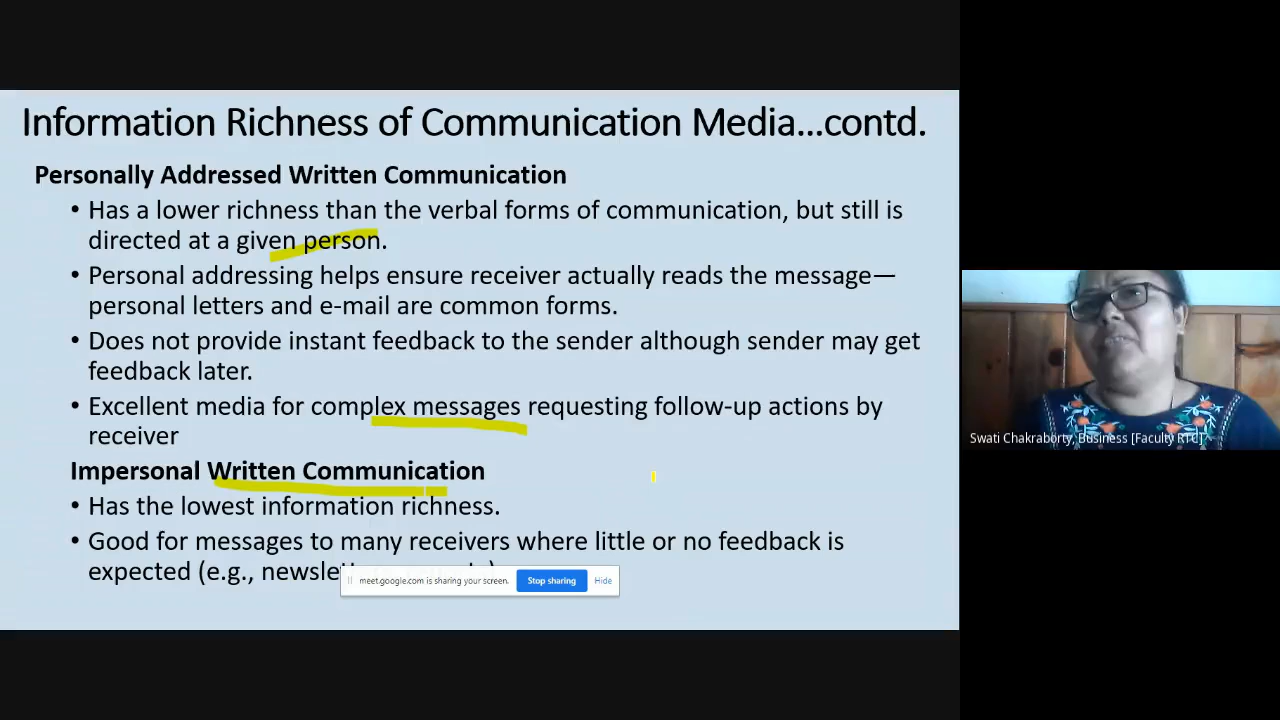 Information Richness of Communication Media...contd.
Personally Addressed Written Communication
• Has a lower richness than the verbal forms of communication, but still is
directed at a given person.
• Personal addressing helps ensure receiver actually reads the message—
personal letters and e-mail are common forms.
• Does not provide instant feedback to the sender although sender may get
feedback later.
• Excellent media for complex messages requesting follow-up actions by
receiver
Impersonal Written Communication
• Has the lowest information richness.
• Good for messages to many receivers where little or no feedback is
expected (e.g.,
meet.google.com is sharing your screen. Stop sharing Hide
Swati Chakraborty, Business [Faculty RTC]